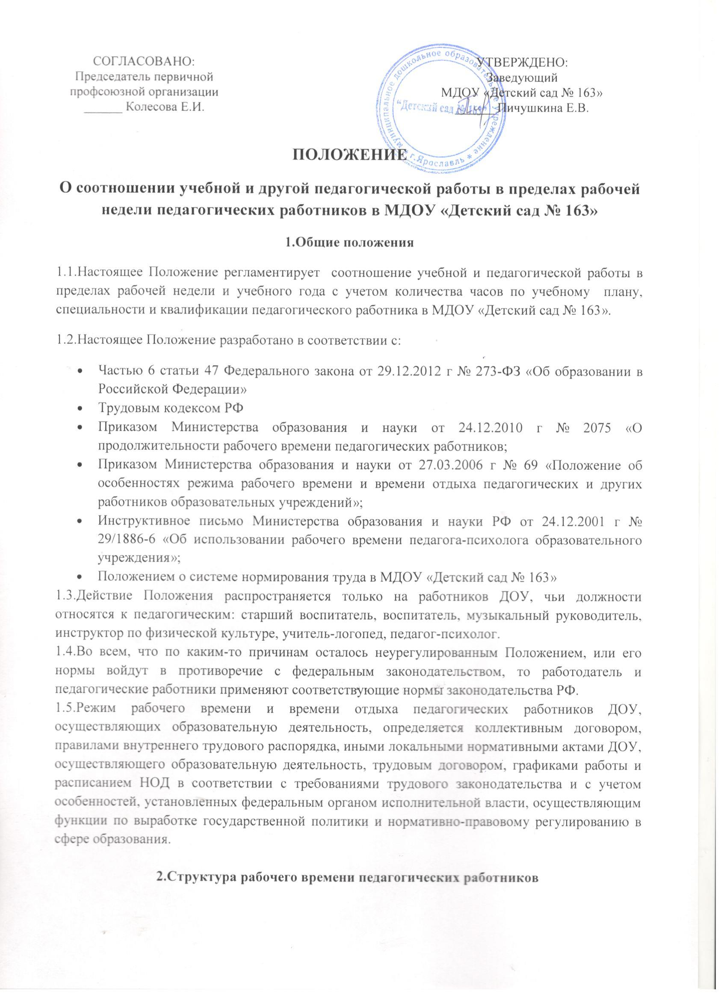 СОГЛАСОВАНО:
Председатель первичной
профсоюзной организации
______ Колесова Е.И.
УТВЕРЖДЕНО:
Заведующий
МДОУ «Детский сад № 163»
______Пичушкина Е.В.
Муниципальное дошкольное образовательное учреждение * г.Ярославль *
“Детский сад № 163”
ПОЛОЖЕНИЕ
О соотношении учебной и другой педагогической работы в пределах рабочей
недели педагогических работников в МДОУ «Детский сад № 163»
1.Общие положения
1.1.Настоящее Положение регламентирует соотношение учебной и педагогической работы в
пределах рабочей недели и учебного года с учетом количества часов по учебному плану,
специальности и квалификации педагогического работника в МДОУ «Детский сад № 163».
1.2.Настоящее Положение разработано в соответствии с:
• Частью 6 статьи 47 Федерального закона от 29.12.2012 г № 273-ФЗ «Об образовании в
Российской Федерации»
• Трудовым кодексом РФ
• Приказом Министерства образования и науки от 24.12.2010 г № 2075 «О
продолжительности рабочего времени педагогических работников;
• Приказом Министерства образования и науки от 27.03.2006 г № 69 «Положение об
особенностях режима рабочего времени и времени отдыха педагогических и других
работников образовательных учреждений»;
• Инструктивное письмо Министерства образования и науки РФ от 24.12.2001 г №
29/1886-6 «Об использовании рабочего времени педагога-психолога образовательного
учреждения»;
• Положением о системе нормирования труда в МДОУ «Детский сад № 163»
1.3.Действие Положения распространяется только на работников ДОУ, чьи должности
относятся к педагогическим: старший воспитатель, воспитатель, музыкальный руководитель,
инструктор по физической культуре, учитель-логопед, педагог-психолог.
1.4.Во всем, что по каким-то причинам осталось неурегулированным Положением, или его
нормы войдут в противоречие с федеральным законодательством, то работодатель и
педагогические работники применяют соответствующие нормы законодательства РФ.
1.5.Режим рабочего времени и времени отдыха педагогических работников ДОУ,
осуществляющих образовательную деятельность, определяется коллективным договором,
правилами внутреннего трудового распорядка, иными локальными нормативными актами ДОУ,
осуществляющего образовательную деятельность, трудовым договором, графиками работы и
расписанием НОД в соответствии с требованиями трудового законодательства и с учетом
особенностей, установленных федеральным органом исполнительной власти, осуществляющим
функции по выработке государственной политики и нормативно-правовому регулированию в
сфере образования.
2.Структура рабочего времени педагогических работников